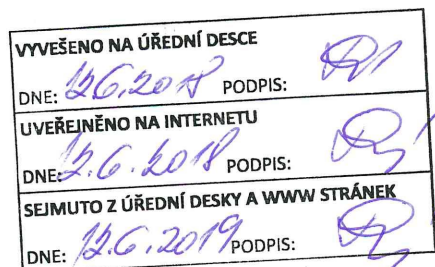 VYVEŠENO NA ÚŘEDNÍ DESCE
DNE: 12.6.2018 PODPIS:
UVEŘEJNĚNO NA INTERNETU
DNE: 12.6.2018 PODPIS:
SEJMUTO Z ÚŘEDNÍ DESKY A WWW STRÁNEK
DNE: 12.6.2019 PODPIS: